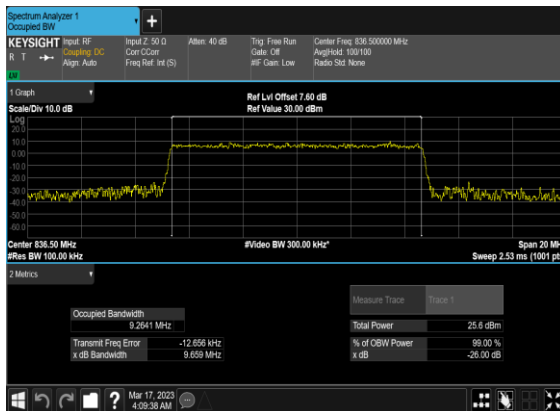 Spectrum Analyzer 1
Occupied BW
KEYSIGHT
R T
Input: RF
Coupling: DC
Align: Auto
Input Z: 50 Ω
Corr CCorr
Freq Ref: Int (S)
Atten: 40 dB
Trig: Free Run
Gate: Off
#IF Gain: Low
Center Freq: 836.500000 MHz
Avg|Hold: 100/100
Radio Std: None
1 Graph
Scale/Div 10.0 dB
Ref Lvl Offset 7.60 dB
Ref Value 30.00 dBm
Log
20.0
10.0
0.00
-10.0
-20.0
-30.0
-40.0
-50.0
-60.0
Center 836.50 MHz
#Video BW 300.00 kHz*
Span 20 MH
#Res BW 100.00 kHz
Sweep 2.53 ms (1001 pts
2 Metrics
Occupied Bandwidth
9.2641 MHz
Transmit Freq Error -12.656 kHz
x dB Bandwidth 9.659 MHz
Measure Trace Trace 1
Total Power 25.6 dBm
% of OBW Power 99.00 %
x dB -26.00 dB
Mar 17, 2023
4:09:38 AM